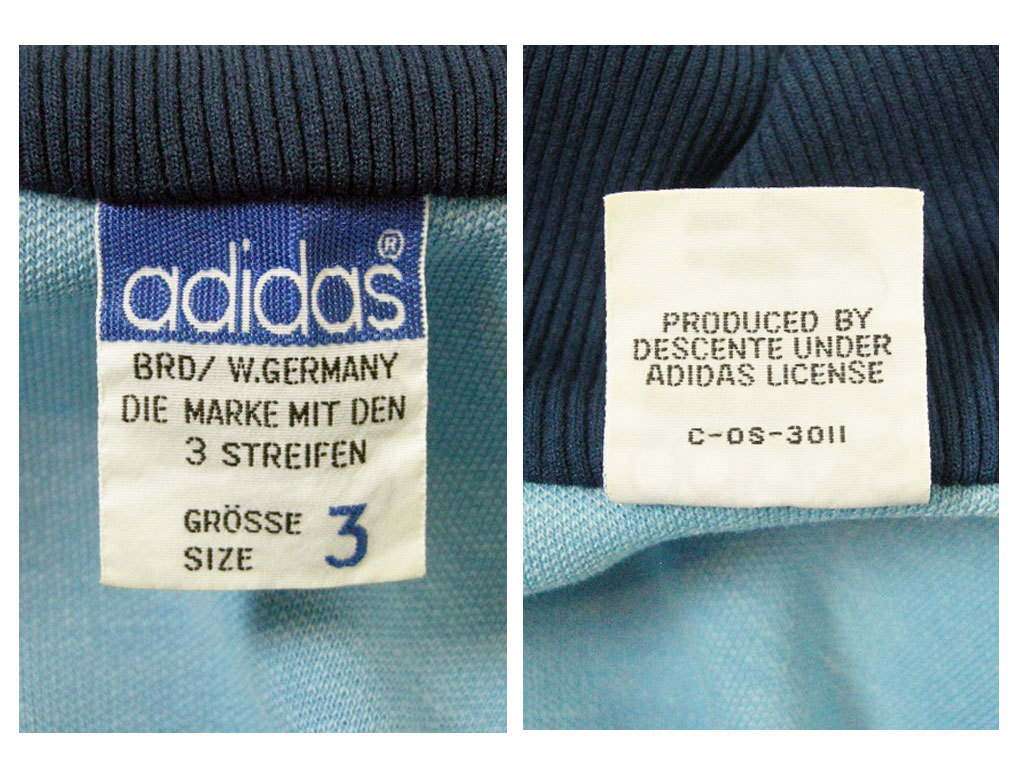 adidas®
BRD/ W.GERMANY
DIE MARKE MIT DEN
3 STREIFEN
GRÖSSE
SIZE 3
PRODUCED BY
DESCENTE UNDER
ADIDAS LICENSE
C-OS-3011